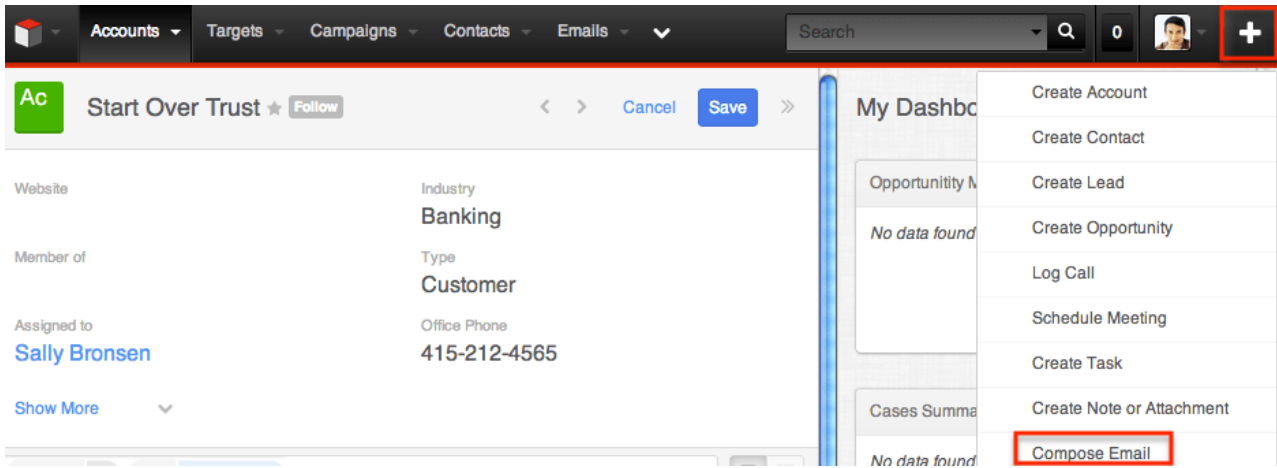 Accounts Targets Campaigns Contacts Emails Search 0
Ac
Start Over Trust Follow Cancel Save
My Dashbo
Website
Industry
Banking
Member of
Type
Customer
Assigned to
Sally Bronsen
Office Phone
415-212-4565
Show More
Opportunitity M
No data found
Cases Summa
No data found
Create Account
Create Contact
Create Lead
Create Opportunity
Log Call
Schedule Meeting
Create Task
Create Note or Attachment
Compose Email